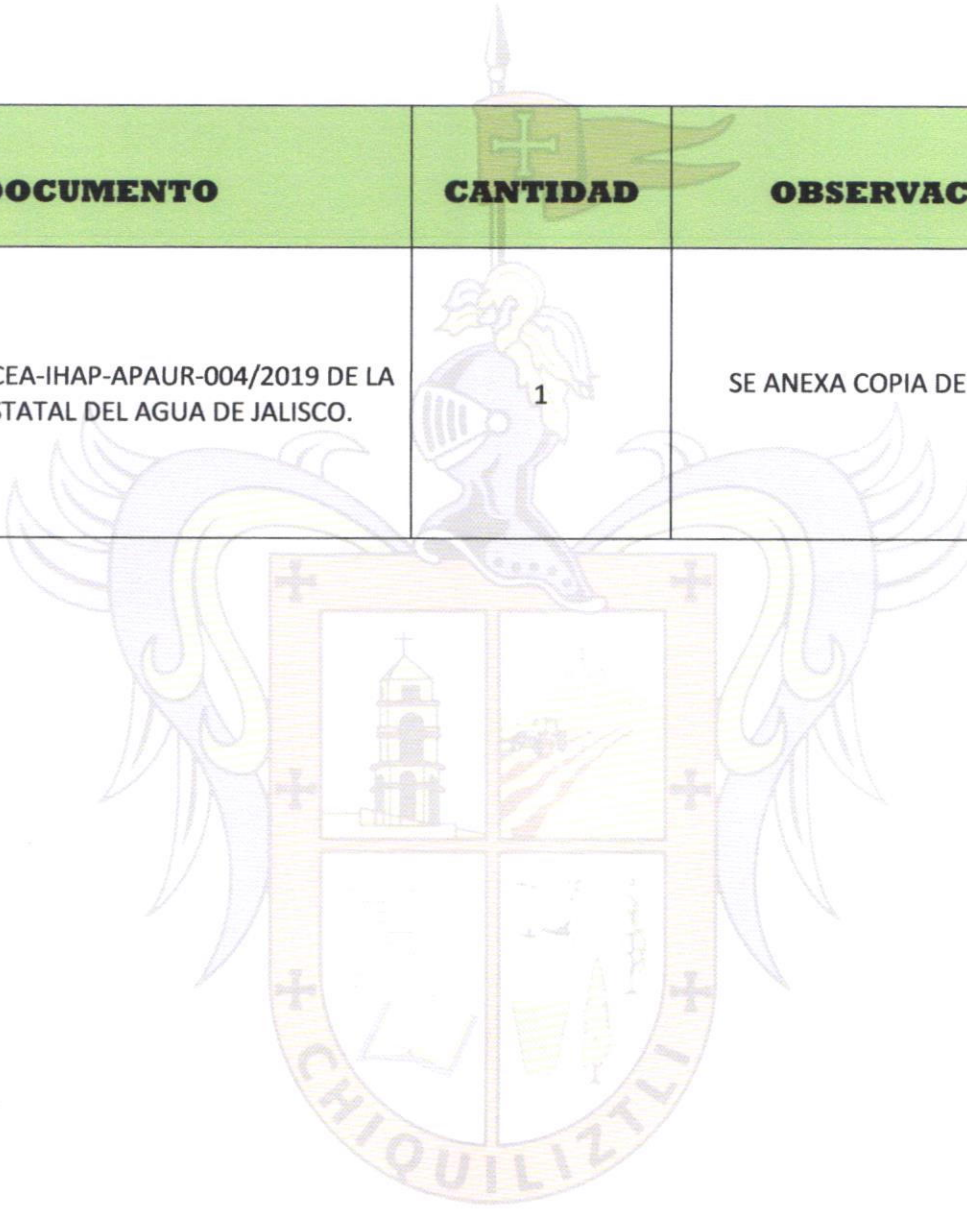 DOCUMENTO
CANTIDAD
OBSERVAC
CEA-IHAP-APAUR-004/2019 DE LA
STATAL DEL AGUA DE JALISCO.
1
SE ANEXA COPIA DE
CHIQUILIZTLI